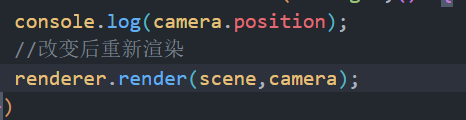 console.log(camera.position);
//改变后重新渲染
renderer.render(scene,camera);
)